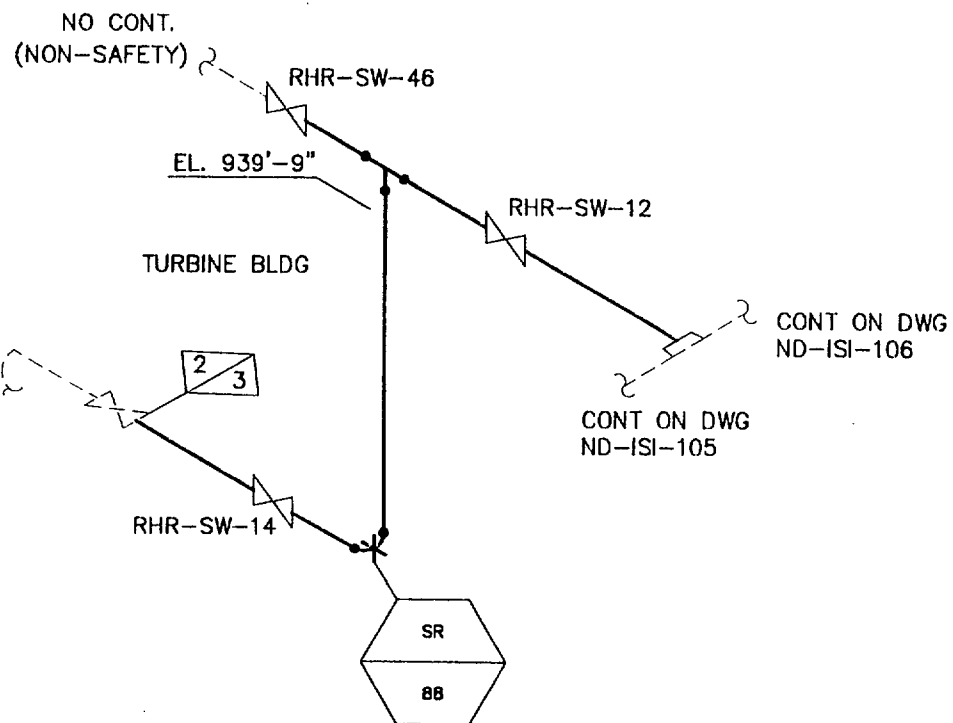 NO CONT.
(NON-SAFETY)
RHR-SW-46
EL. 939'-9"
RHR-SW-12
TURBINE BLDG
2
3
CONT ON DWG
ND-ISI-106
CONT ON DWG
ND-ISI-105
RHR-SW-14
SR
88